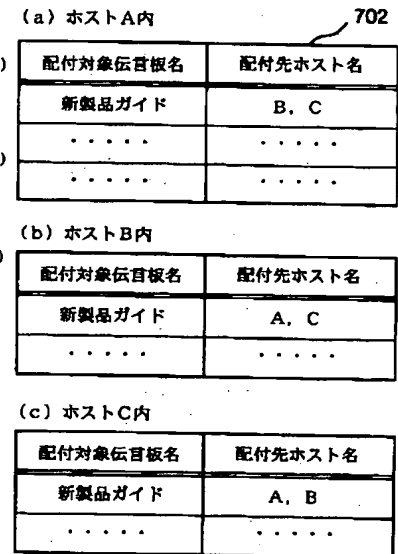 (a) ホストA内
702
配付対象伝言板名 配付先ホスト名
新製品ガイド B, C
・・・・・ ・・・・・
・・・・・ ・・・・・
(b) ホストB内
配付対象伝言板名 配付先ホスト名
新製品ガイド A, C
・・・・・ ・・・・・
(c) ホストC内
配付対象伝言板名 配付先ホスト名
新製品ガイド A, B
・・・・・ ・・・・・